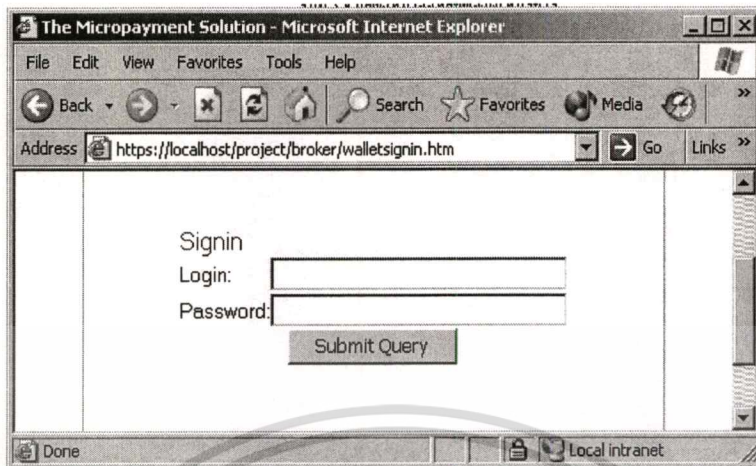 The Micropayment Solution - Microsoft Internet Explorer
File Edit View Favorites Tools Help
Back Search Favorites Media »
Address https://localhost/project/broker/walletsignin.htm Go Links »
Signin
Login:
Password:
Submit Query
Done Local intranet